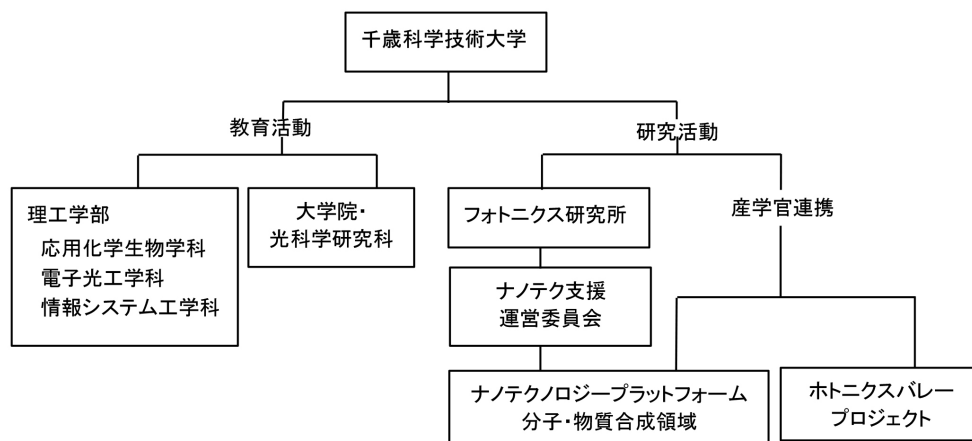 千歳科学技術大学
教育活動
研究活動
理工学部
応用化学生物学科
電子光工学科
情報システム工学科
大学院・
光科学研究科
フォトニクス研究所
産学官連携
ナノテク支援
運営委員会
ナノテクノロジープラットフォーム
分子・物質合成領域
ホトニクスバレー
プロジェクト